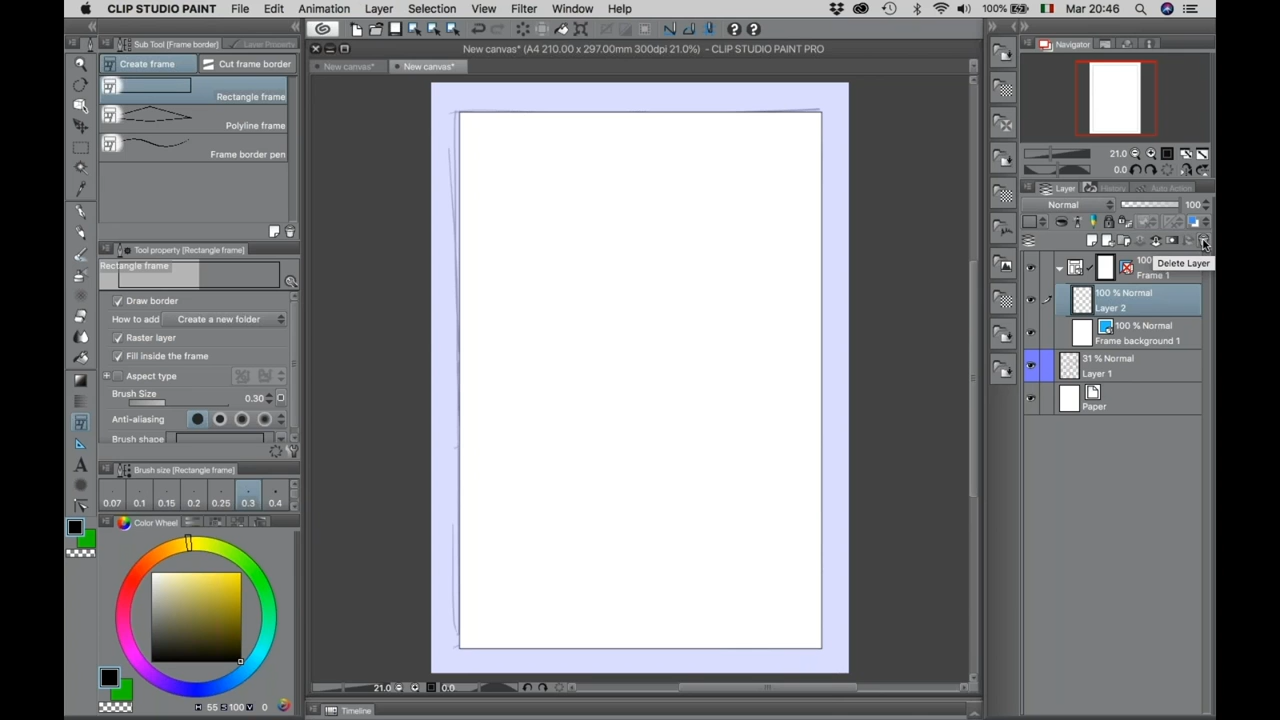 CLIP STUDIO PAINT File Edit Animation Layer Selection View Filter Window Help 100% Mar 20:46
New canvas* (A4 210.00 x 297.00mm 300dpi 21.0%) - CLIP STUDIO PAINT PRO
New canvas* New canvas*
Sub Tool [Frame border] Layer Property
Create frame Cut frame border
Rectangle frame
Polyline frame
Frame border pen
Tool property [Rectangle frame]
Rectangle frame
Draw border
How to add Create a new folder
Raster layer
Fill inside the frame
Aspect type
Brush Size 0.30
Anti-aliasing
Brush shape
Brush size [Rectangle frame]
0.07 0.1 0.15 0.2 0.25 0.3 0.4
Color Wheel
H 55 S 100 V 0
21.0 0.0
Timeline
Navigator
21.0
0.0
Layer History Auto Action
Normal 100
Delete Layer
100
Frame 1
100 % Normal
Layer 2
100 % Normal
Frame background 1
31 % Normal
Layer 1
Paper